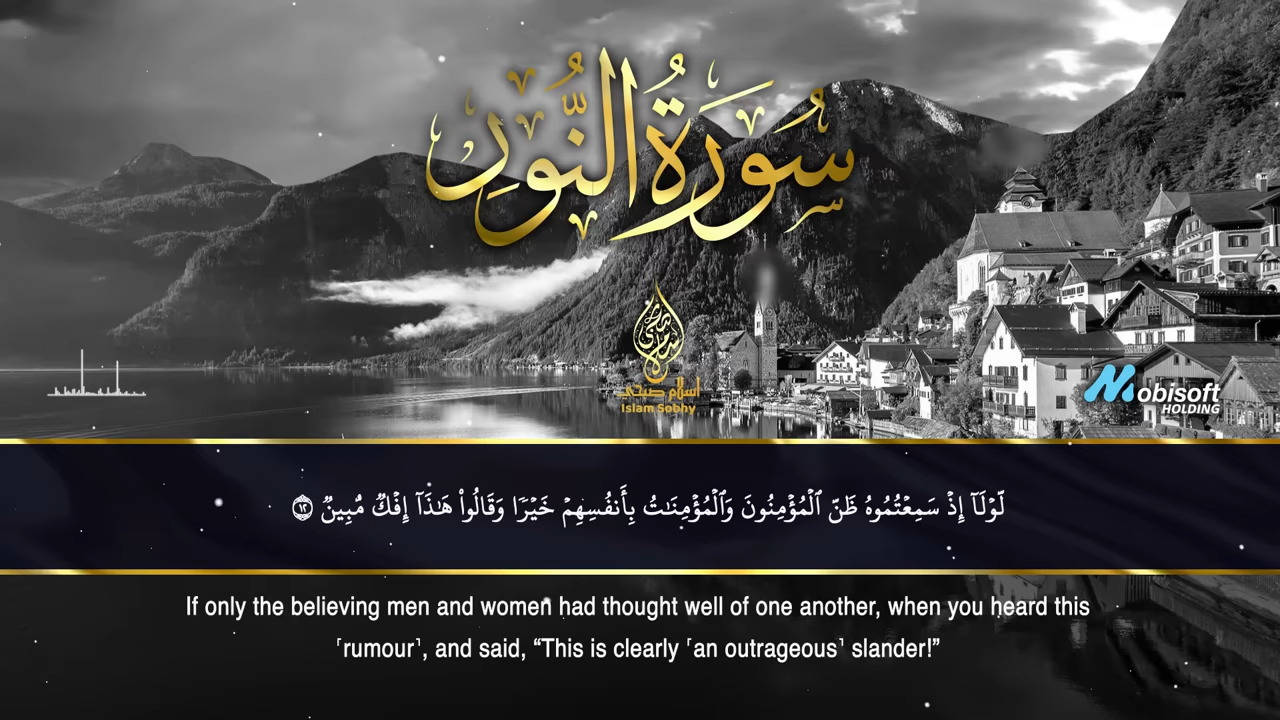 سُورَةُ النُّورِ
اسلام صبحي
Islam Sobhy
Mobisoft
HOLDING
لَّوۡلَآ إِذۡ سَمِعۡتُمُوهُ ظَنَّ ٱلۡمُؤۡمِنُونَ وَٱلۡمُؤۡمِنَٰتُ بِأَنفُسِهِمۡ خَيۡرٗا وَقَالُواْ هَٰذَآ إِفۡكٞ مُّبِينٞ ١٢
If only the believing men and women had thought well of one another, when you heard this
˹rumour˺, and said, “This is clearly ˹an outrageous˺ slander!”